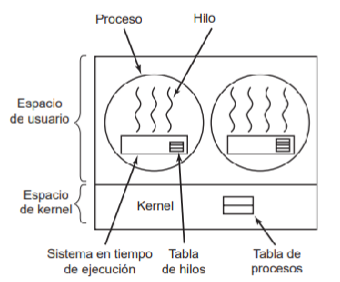 Proceso
Hilo
Espacio
de usuario
Espacio
de kernel
Kernel
Sistema en tiempo
de ejecución
Tabla
de hilos
Tabla de
procesos